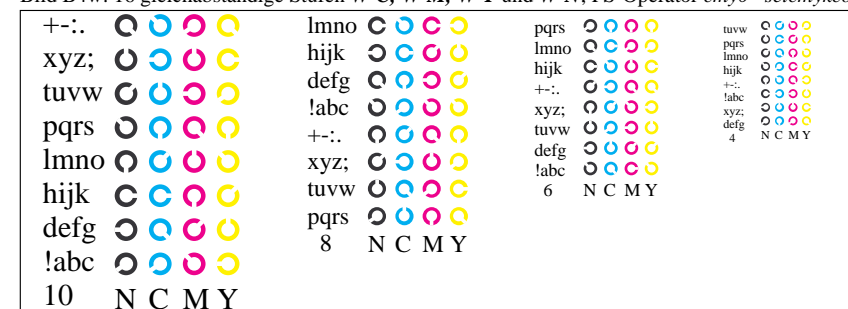 +-:.
xyz;
tuvw
pqrs
lmno
hijk
defg
!abc
10 N C M Y
lmno
hijk
defg
!abc
+-:.
xyz;
tuvw
pqrs
8 N C M Y
pqrs
lmno
hijk
+-:.
xyz;
tuvw
defg
!abc
6 N C M Y
tuvw
pqrs
lmno
hijk
+-:.
!abc
xyz;
defg
4 N C M Y